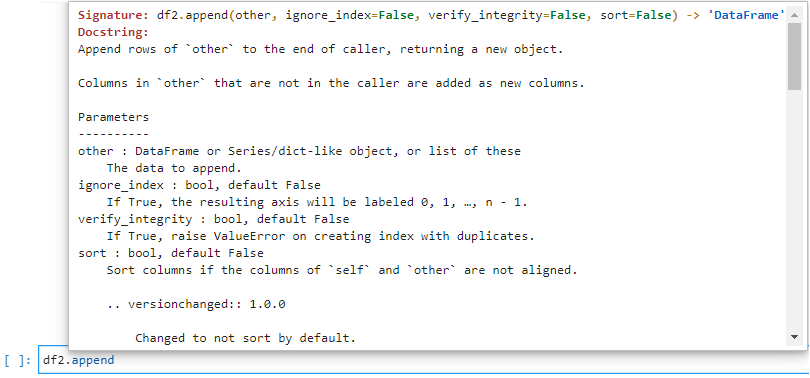 Signature: df2.append(other, ignore_index=False, verify_integrity=False, sort=False) -> 'DataFrame'
Docstring:
Append rows of `other` to the end of caller, returning a new object.
Columns in `other` that are not in the caller are added as new columns.
Parameters
----------
other : DataFrame or Series/dict-like object, or list of these
The data to append.
ignore_index : bool, default False
If True, the resulting axis will be labeled 0, 1, …, n - 1.
verify_integrity : bool, default False
If True, raise ValueError on creating index with duplicates.
sort : bool, default False
Sort columns if the columns of `self` and `other` are not aligned.
.. versionchanged:: 1.0.0
Changed to not sort by default.
[ ]: df2.append